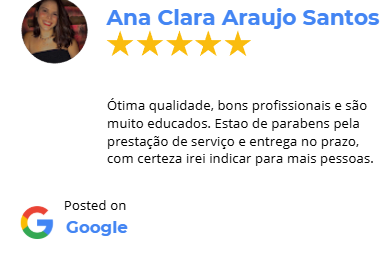 Ana Clara Araujo Santos
Ótima qualidade, bons profissionais e são
muito educados. Estao de parabens pela
prestação de serviço e entrega no prazo,
com certeza irei indicar para mais pessoas.
Posted on
Google